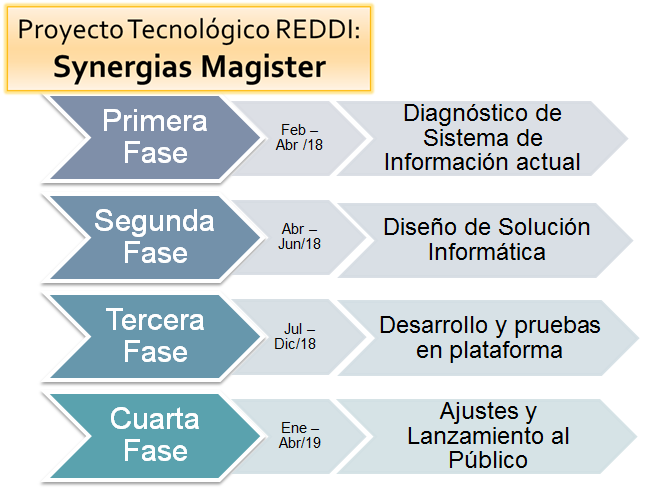 Proyecto Tecnológico REDDI:
Synergias Magister
Primera
Fase
Feb –
Abr /18
Diagnóstico de
Sistema de
Información actual
Segunda
Fase
Abr –
Jun/18
Diseño de Solución
Informática
Tercera
Fase
Jul –
Dic/18
Desarrollo y pruebas
en plataforma
Cuarta
Fase
Ene –
Abr/19
Ajustes y
Lanzamiento al
Público